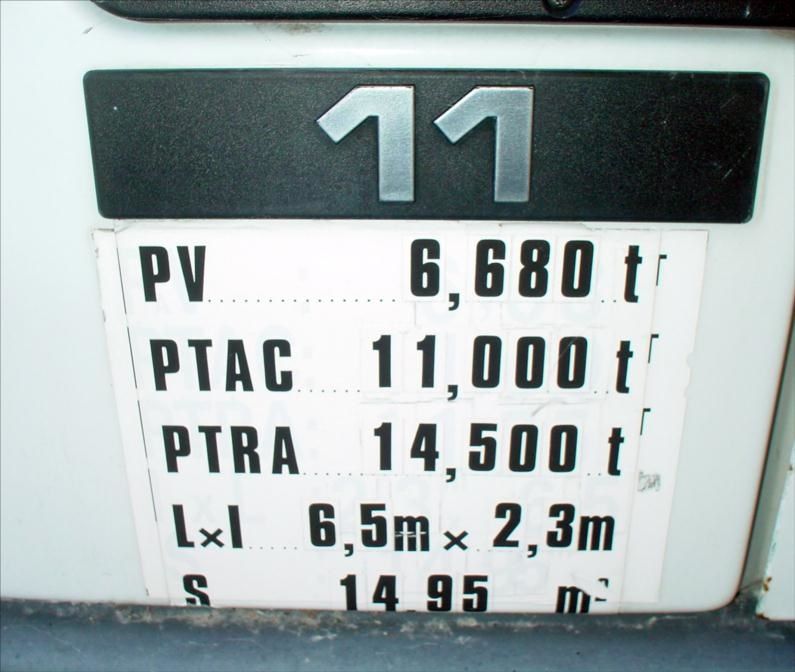 11
PV 6,680 t
PTAC 11,000 t
PTRA 14,500 t
L×l 6,5m × 2,3m
S 14,95 m²